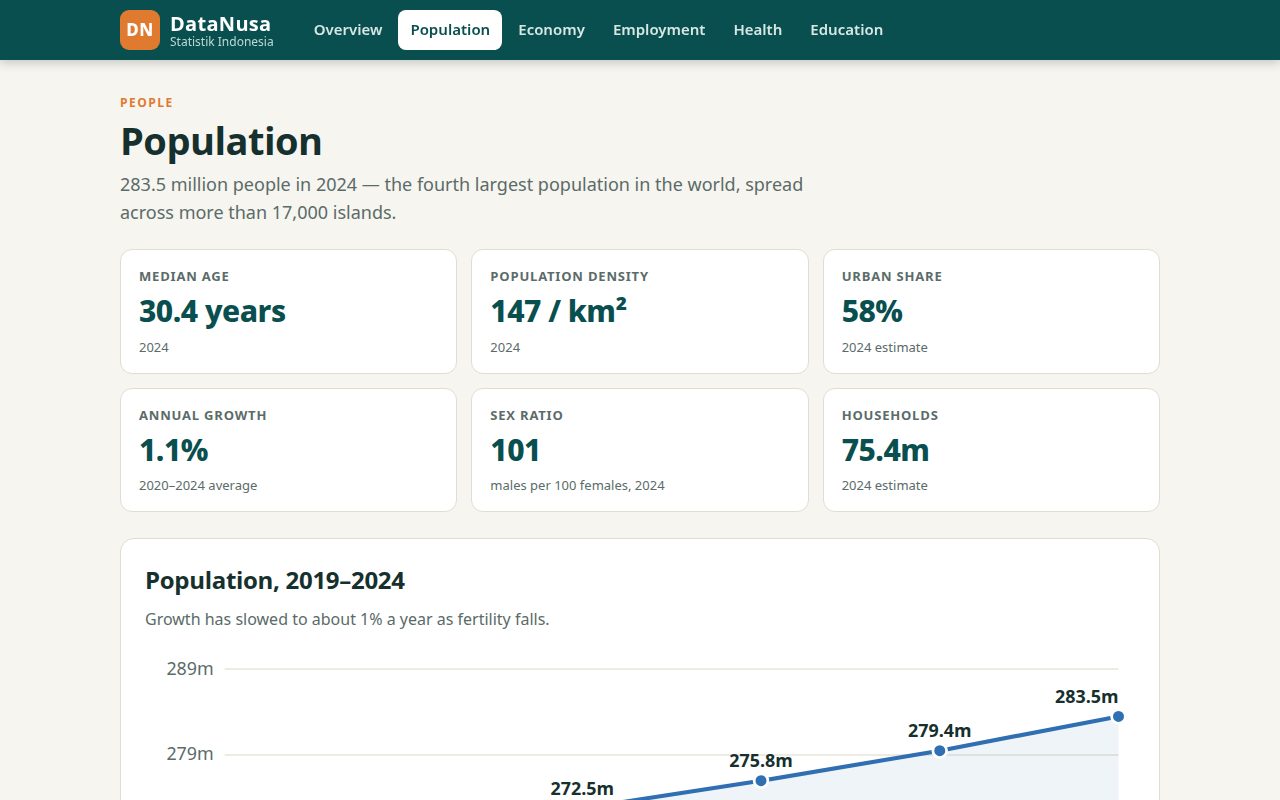 DN
DataNusa
Statistik Indonesia
Overview
Population
Economy
Employment
Health
Education
PEOPLE
Population
283.5 million people in 2024 — the fourth largest population in the world, spread
across more than 17,000 islands.
MEDIAN AGE
30.4 years
2024
POPULATION DENSITY
147 / km²
2024
URBAN SHARE
58%
2024 estimate
ANNUAL GROWTH
1.1%
2020–2024 average
SEX RATIO
101
males per 100 females, 2024
HOUSEHOLDS
75.4m
2024 estimate
Population, 2019–2024
Growth has slowed to about 1% a year as fertility falls.
289m
283.5m
279.4m
279m
275.8m
272.5m